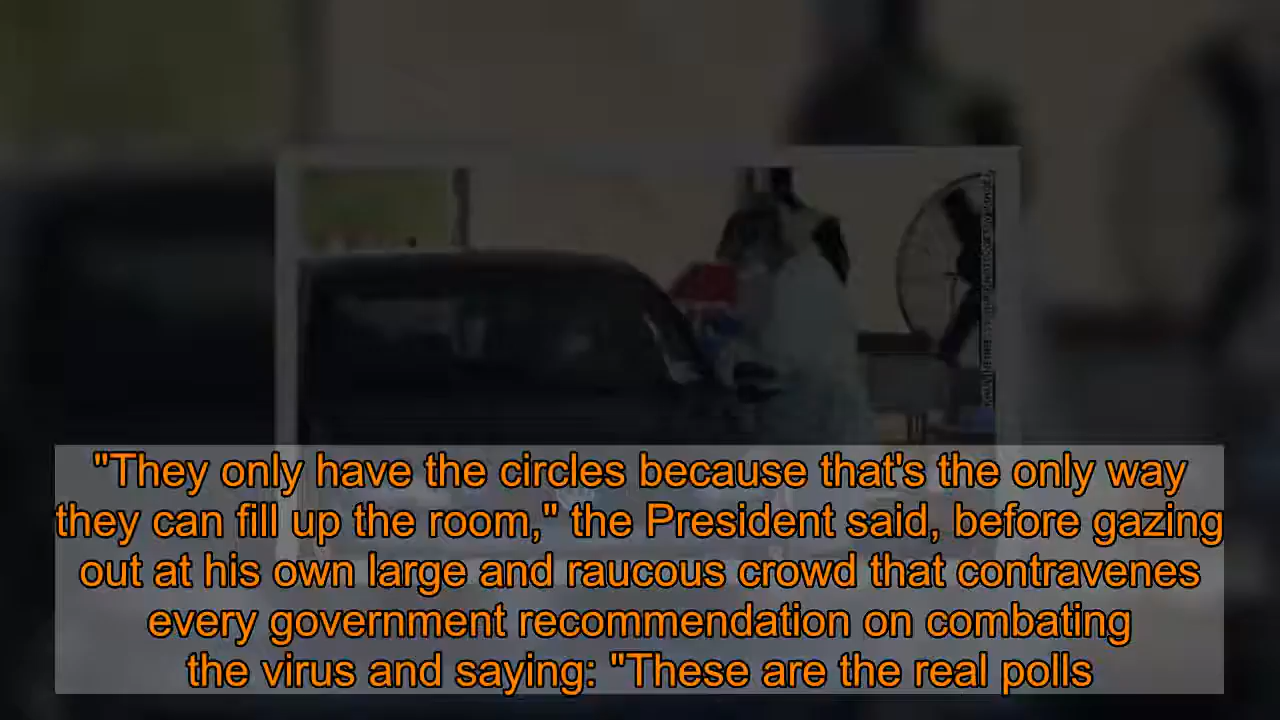 "They only have the circles because that's the only way
they can fill up the room," the President said, before gazing
out at his own large and raucous crowd that contravenes
every government recommendation on combating
the virus and saying: "These are the real polls